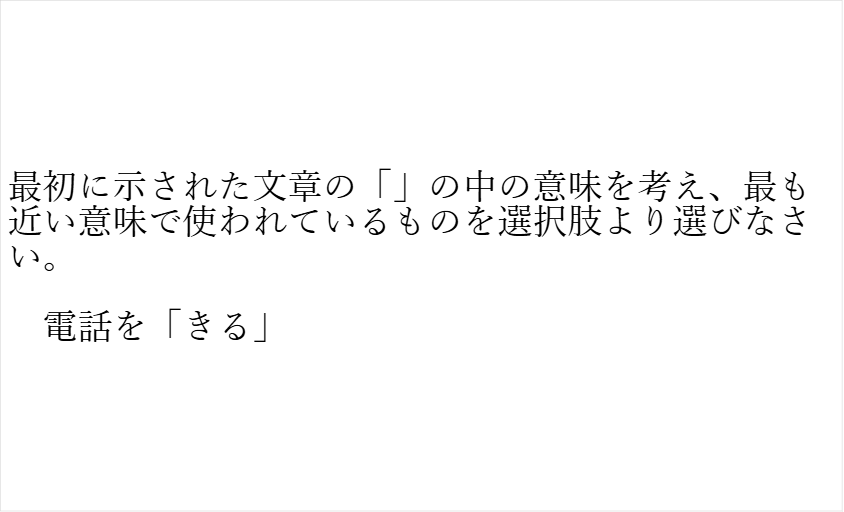 最初に示された文章の「」の中の意味を考え、最も
近い意味で使われているものを選択肢より選びなさ
い。
電話を「きる」